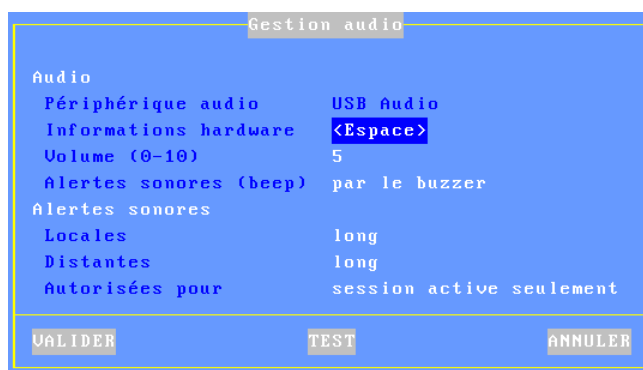 Gestion audio
Audio
Périphérique audio USB Audio
Informations hardware <Espace>
Volume (0-10) 5
Alertes sonores (beep) par le buzzer
Alertes sonores
Locales long
Distantes long
Autorisées pour session active seulement
VALIDER TEST ANNULER